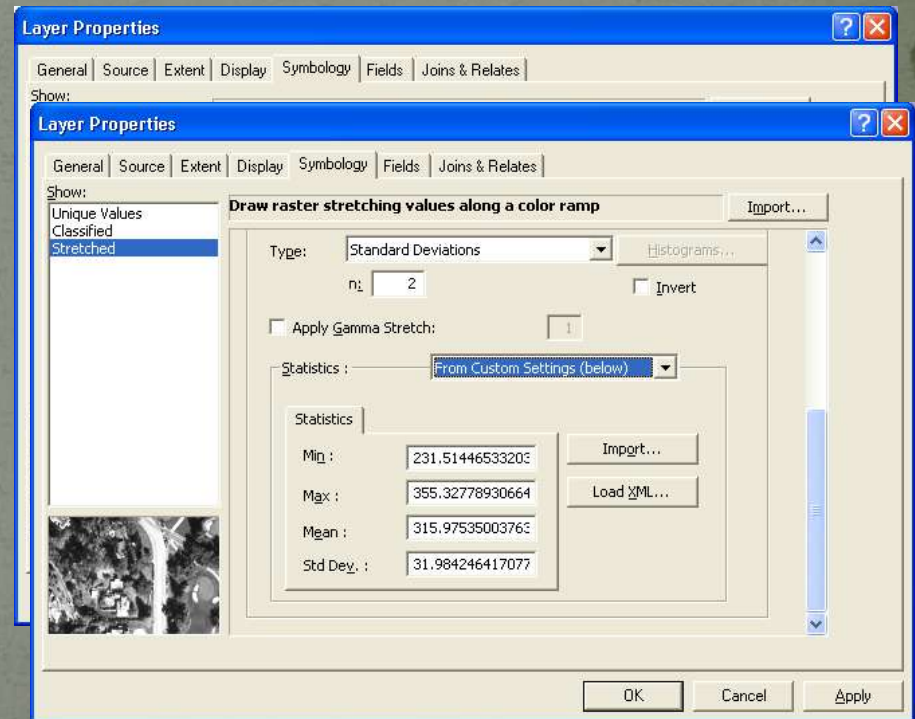 Layer Properties
General Source Extent Display Symbology Fields Joins & Relates
Show:
Layer Properties
General Source Extent Display Symbology Fields Joins & Relates
Show:
Unique Values
Classified
Stretched
Draw raster stretching values along a color ramp
Import...
Type: Standard Deviations Histograms...
n: 2 Invert
Apply Gamma Stretch: 1
Statistics : From Custom Settings (below)
Statistics
Min : 231.51446533203
Max : 355.32778930664
Mean : 315.97535003763
Std Dev. : 31.984246417077
Import...
Load XML...
OK Cancel Apply